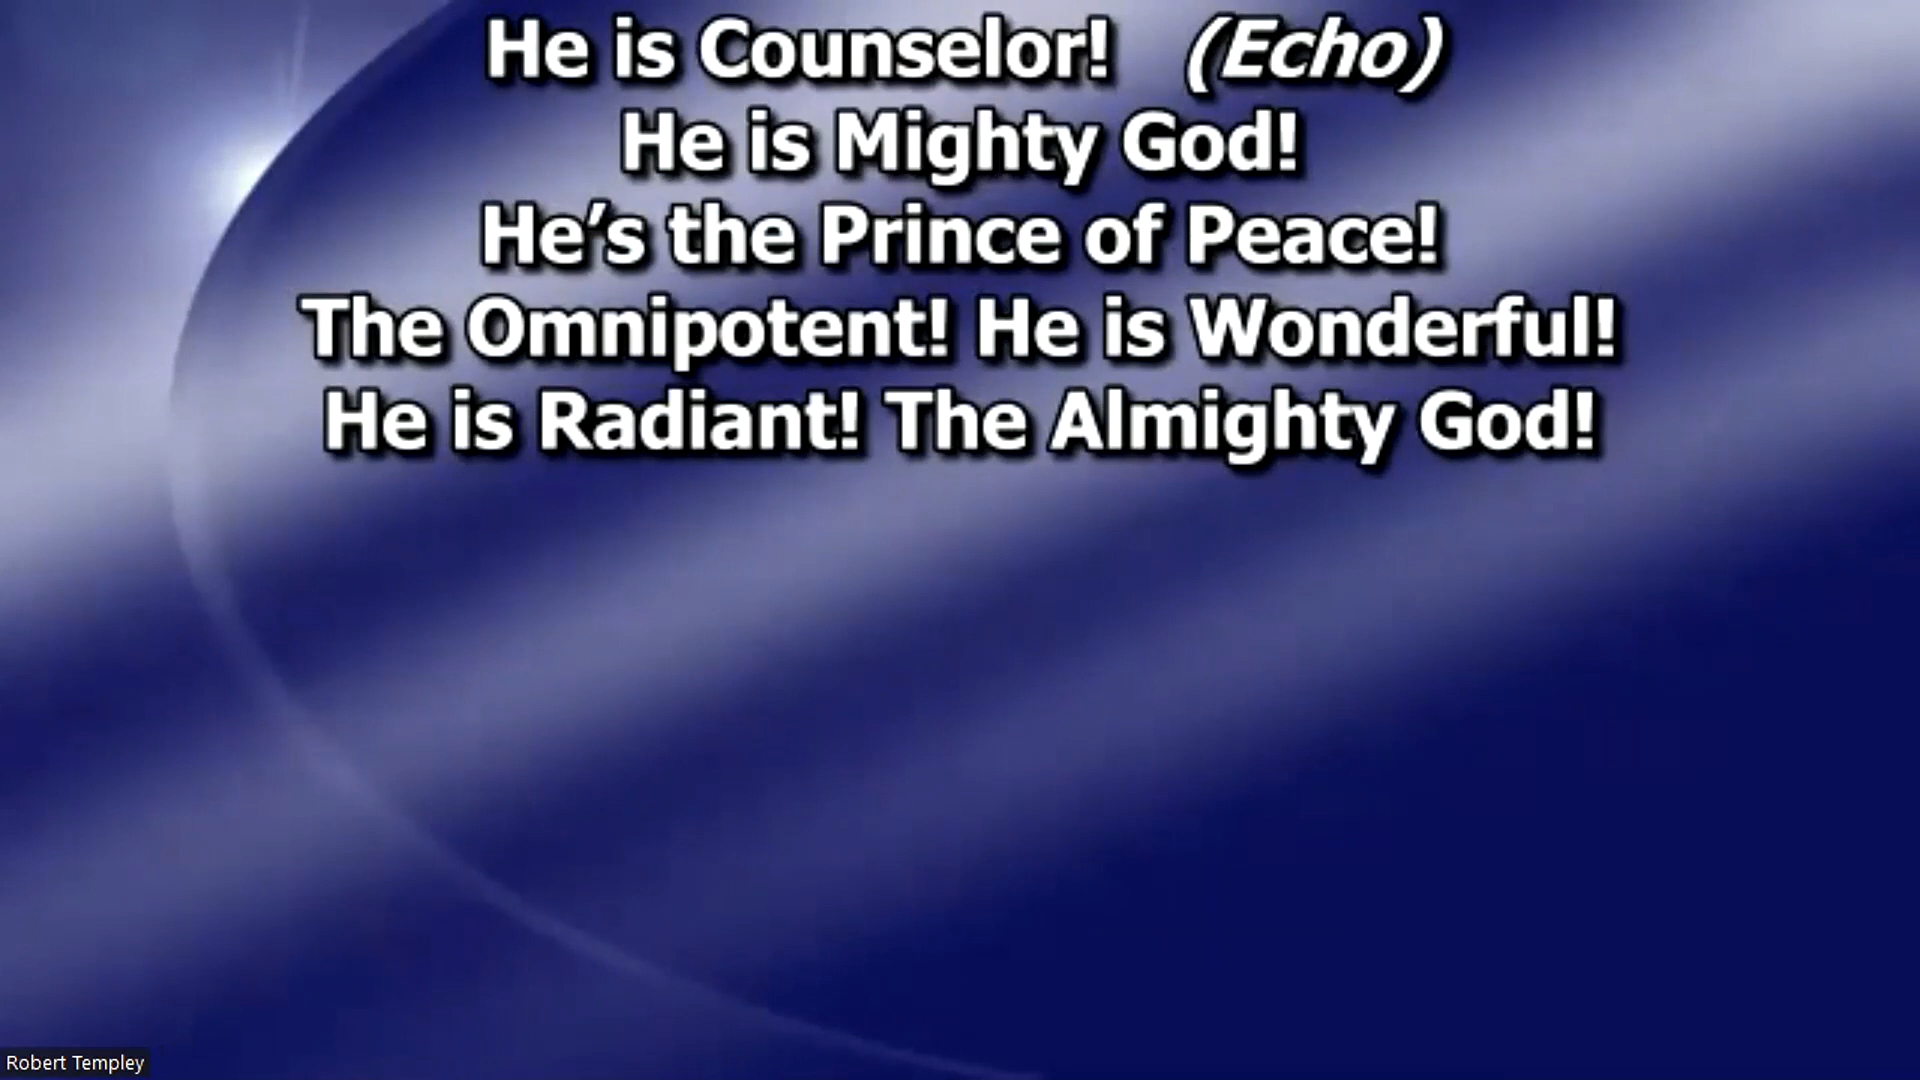 He is Counselor! (Echo)
He is Mighty God!
He’s the Prince of Peace!
The Omnipotent! He is Wonderful!
He is Radiant! The Almighty God!
Robert Templey